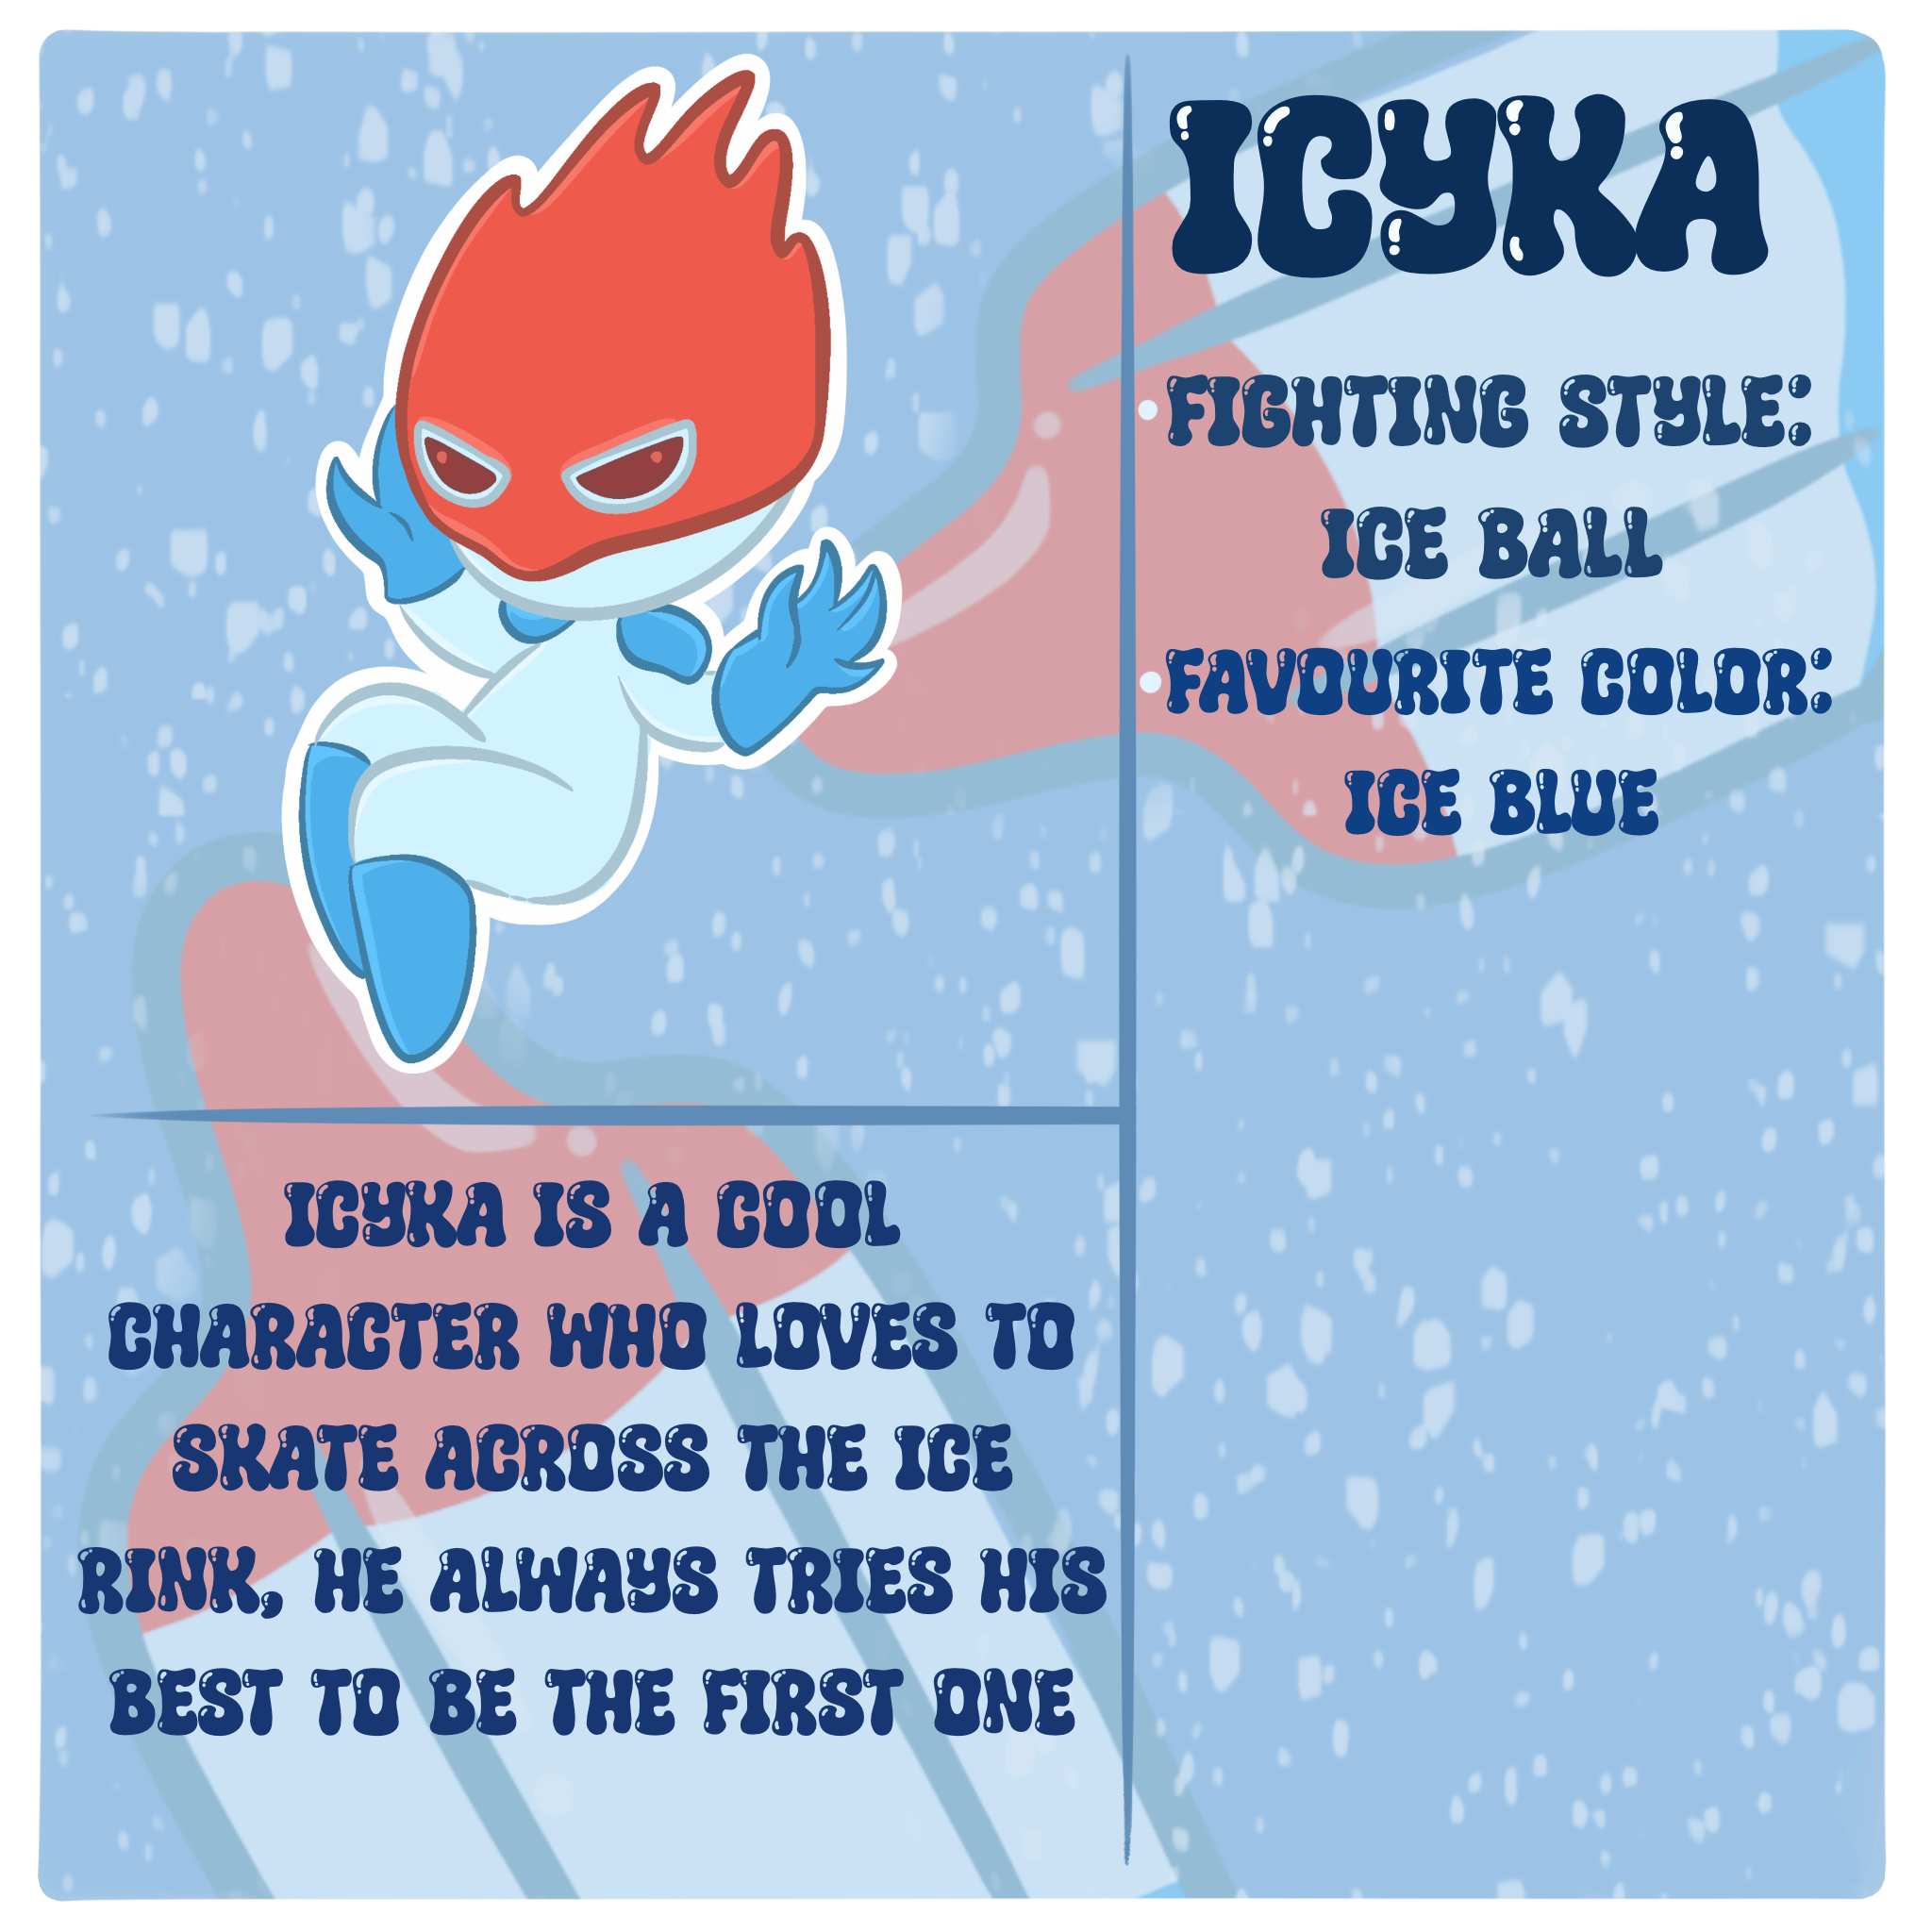 ICYKA
FIGHTING STYLE:
ICE BALL
FAVOURITE COLOR:
ICE BLUE
ICYKA IS A COOL
CHARACTER WHO LOVES TO
SKATE ACROSS THE ICE
RINK, HE ALWAYS TRIES HIS
BEST TO BE THE FIRST ONE